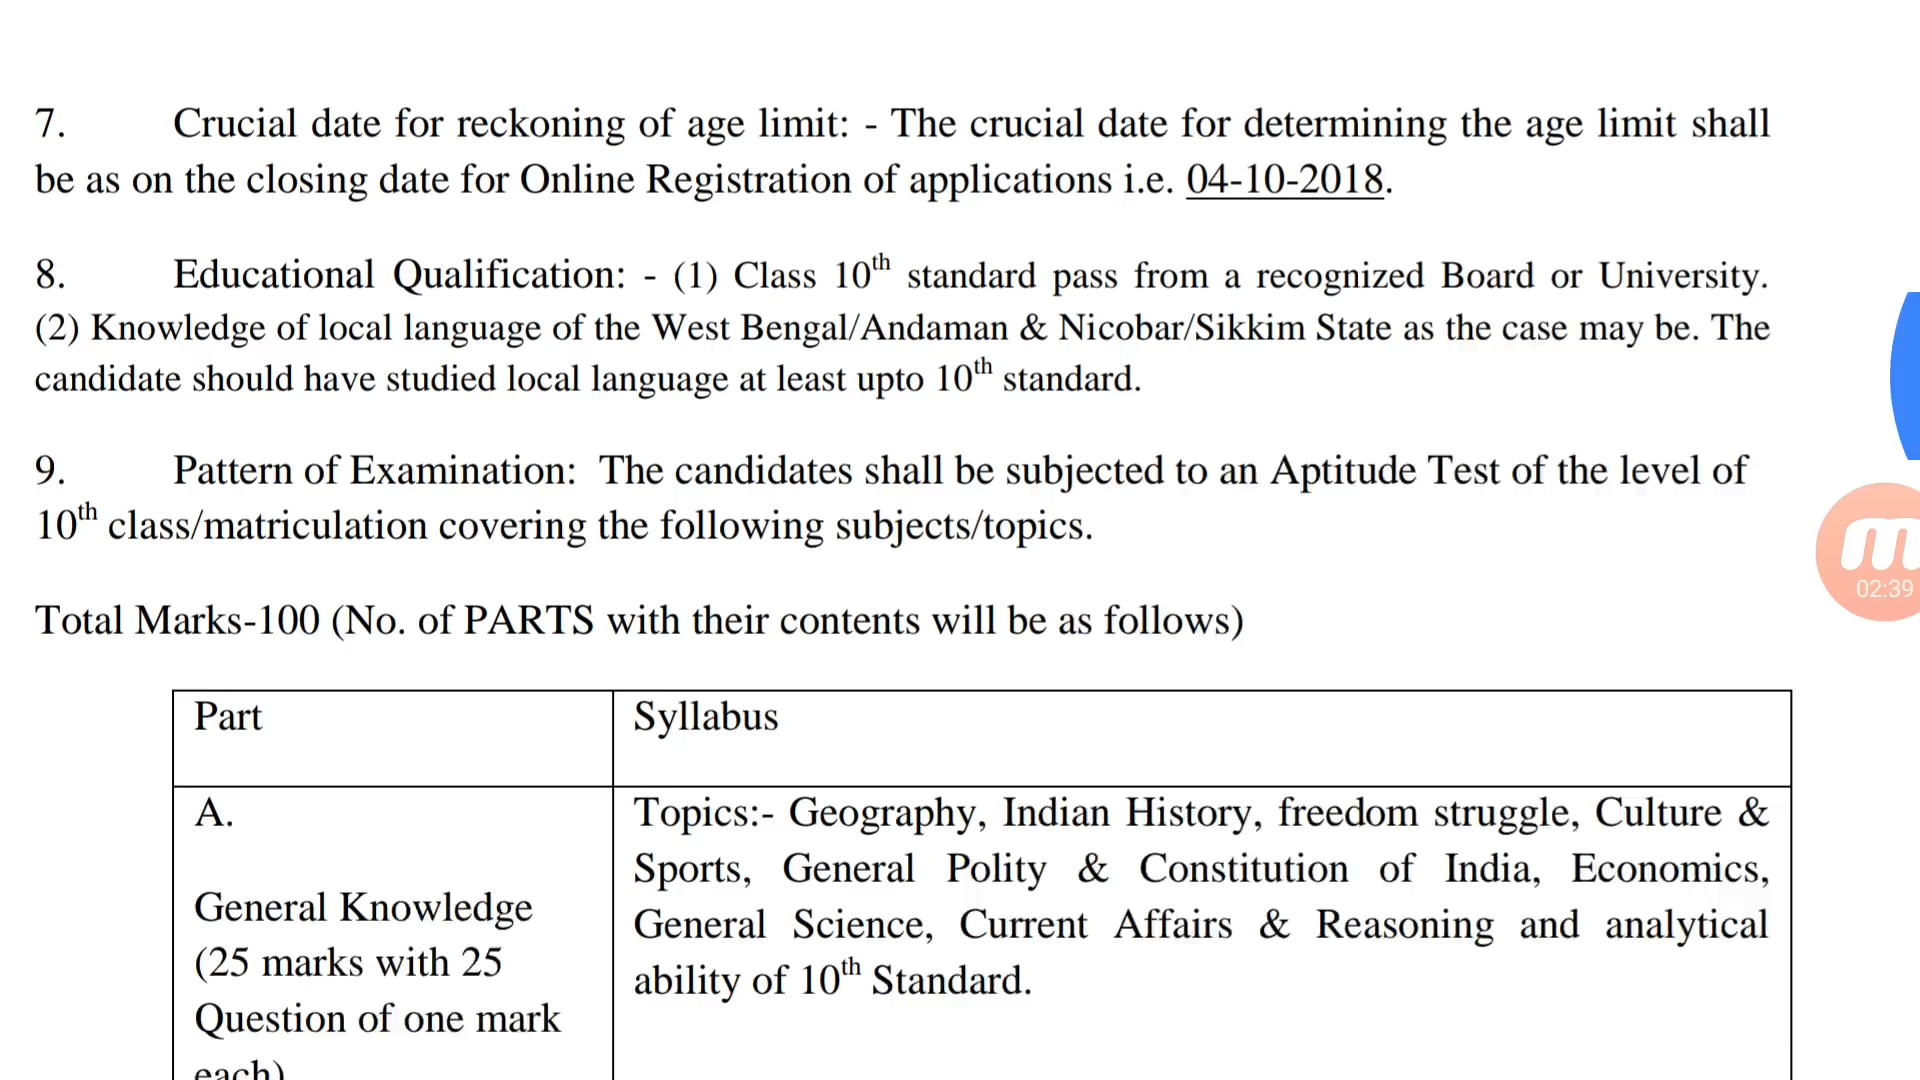 7. Crucial date for reckoning of age limit: - The crucial date for determining the age limit shall
be as on the closing date for Online Registration of applications i.e. 04-10-2018.
8. Educational Qualification: - (1) Class 10th standard pass from a recognized Board or University.
(2) Knowledge of local language of the West Bengal/Andaman & Nicobar/Sikkim State as the case may be. The
candidate should have studied local language at least upto 10th standard.
9. Pattern of Examination: The candidates shall be subjected to an Aptitude Test of the level of
10th class/matriculation covering the following subjects/topics.
02:39
Total Marks-100 (No. of PARTS with their contents will be as follows)
Part
Syllabus
A.
General Knowledge
(25 marks with 25
Question of one mark
each)
Topics:- Geography, Indian History, freedom struggle, Culture &
Sports, General Polity & Constitution of India, Economics,
General Science, Current Affairs & Reasoning and analytical
ability of 10th Standard.